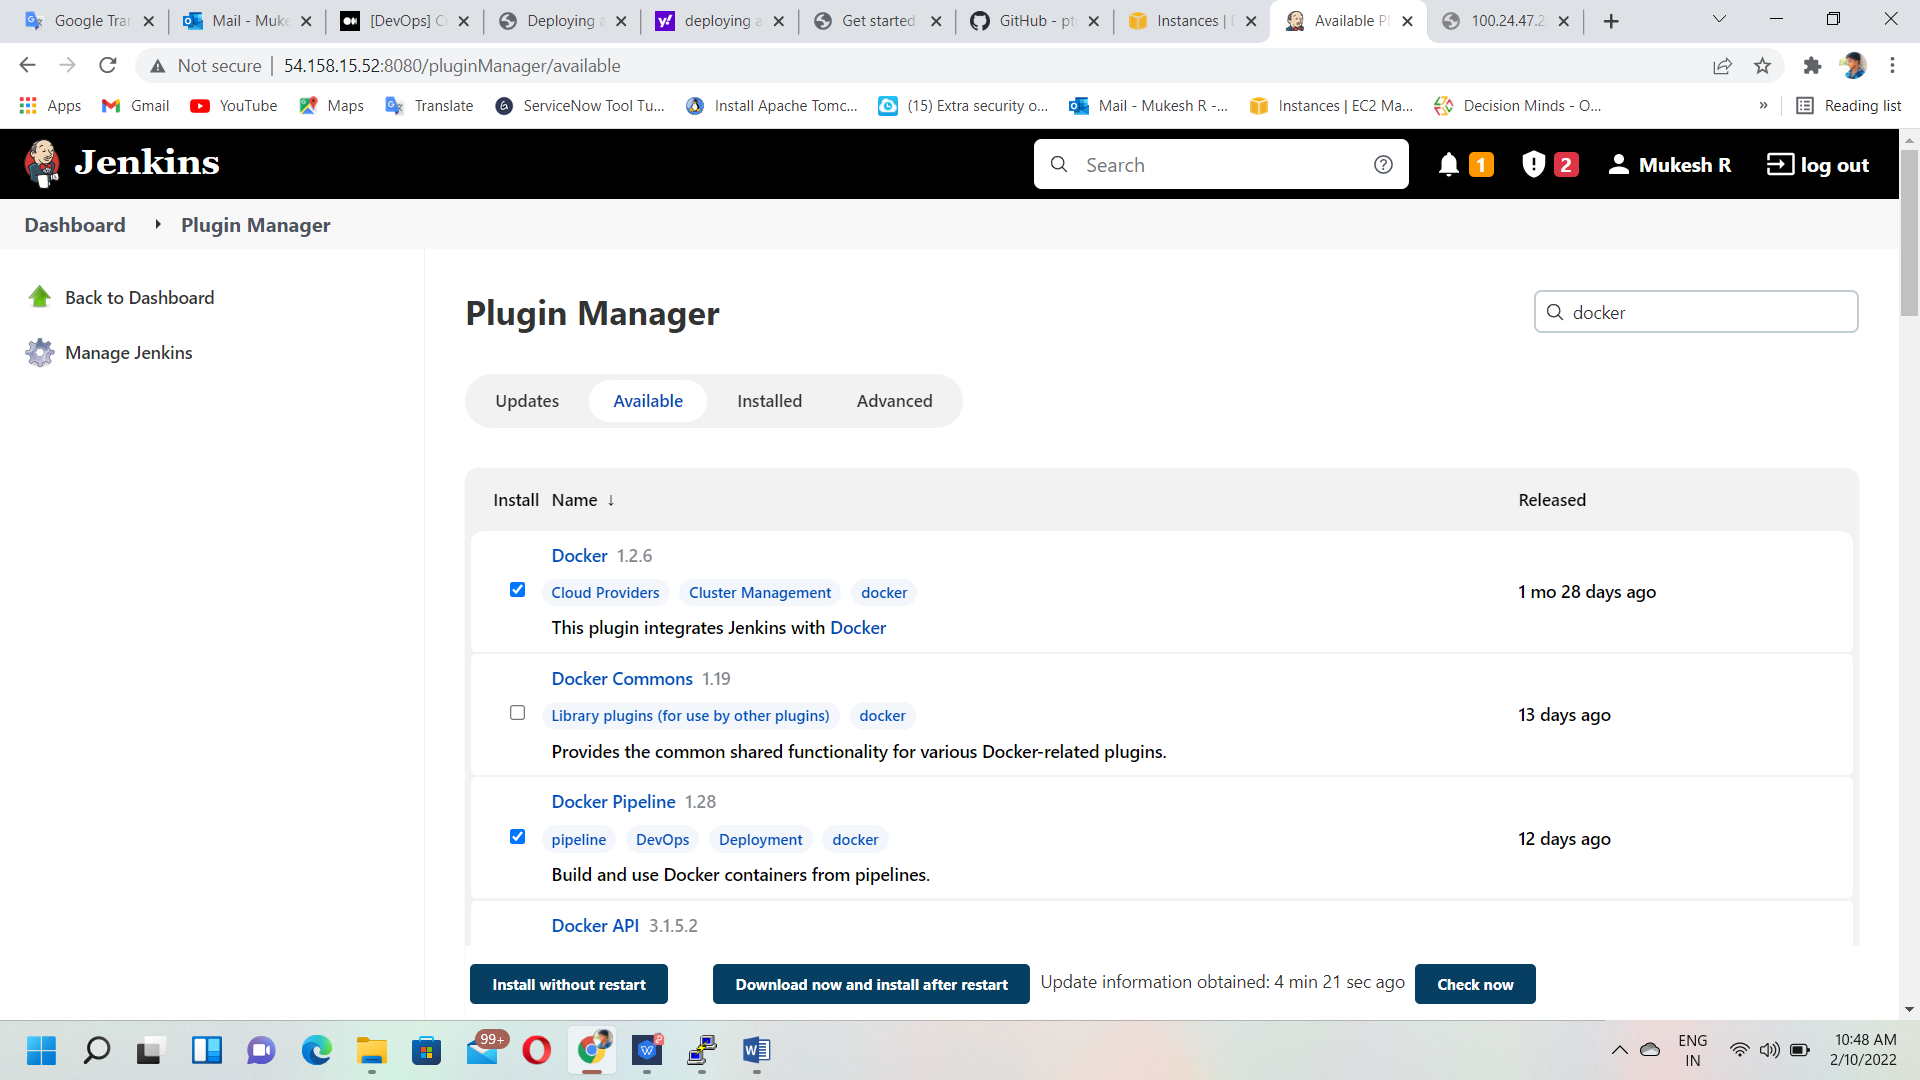 Google Tran
Mail - Muke
[DevOps] Cr
Deploying a
deploying a
Get started
GitHub - pt
Instances | E
Available Pl
100.24.47.2
Not secure
54.158.15.52:8080/pluginManager/available
Apps
Gmail
YouTube
Maps
Translate
ServiceNow Tool Tu...
Install Apache Tomc...
(15) Extra security o...
Mail - Mukesh R -...
Instances | EC2 Ma...
Decision Minds - O...
»
Reading list
Jenkins
Search
1
2
Mukesh R
log out
Dashboard
Plugin Manager
Back to Dashboard
Manage Jenkins
Plugin Manager
docker
Updates
Available
Installed
Advanced
Install Name ↓ Released
Docker 1.2.6
Cloud Providers Cluster Management docker
1 mo 28 days ago
This plugin integrates Jenkins with Docker
Docker Commons 1.19
Library plugins (for use by other plugins) docker
13 days ago
Provides the common shared functionality for various Docker-related plugins.
Docker Pipeline 1.28
pipeline DevOps Deployment docker
12 days ago
Build and use Docker containers from pipelines.
Docker API 3.1.5.2
Install without restart
Download now and install after restart
Update information obtained: 4 min 21 sec ago
Check now
99+
ENG
IN
10:48 AM
2/10/2022